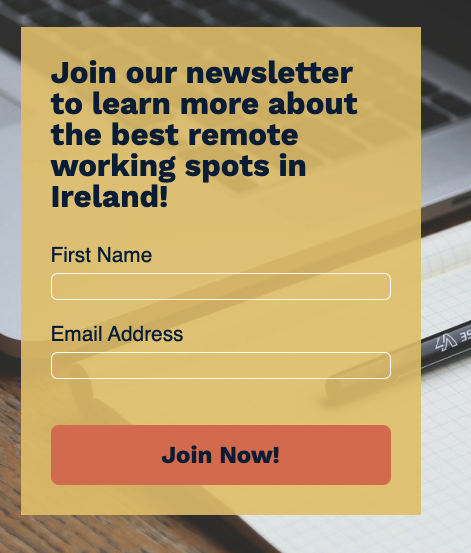 Join our newsletter
to learn more about
the best remote
working spots in
Ireland!
First Name
Email Address
Join Now!